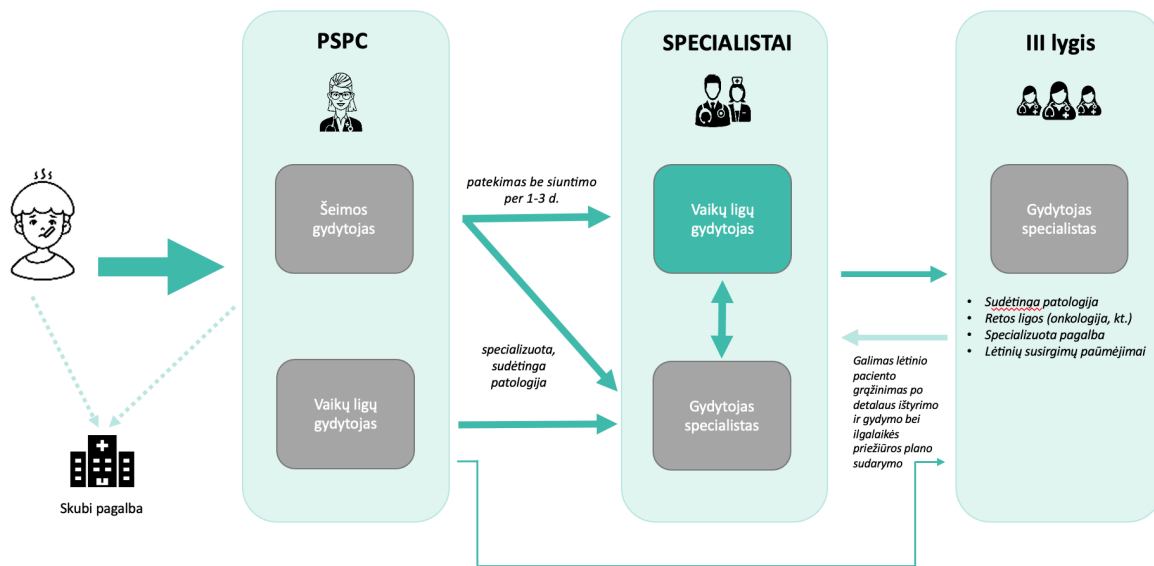 PSPC
Šeimos
gydytojas
Vaikų ligų
gydytojas
Skubi pagalba
patekimas be siuntimo
per 1-3 d.
specializuota,
sudėtinga
patologija
SPECIALISTAI
Vaikų ligų
gydytojas
Gydytojas
specialistas
III lygis
Gydytojas
specialistas
• Sudėtinga patologija
• Retos ligos (onkologija, kt.)
• Specializuota pagalba
• Lėtinių susirgimų paūmėjimai
Galimas lėtinio
paciento
grąžinimas po
detalaus ištyrimo
ir gydymo bei
ilgalaikės
priežiūros plano
sudarymo